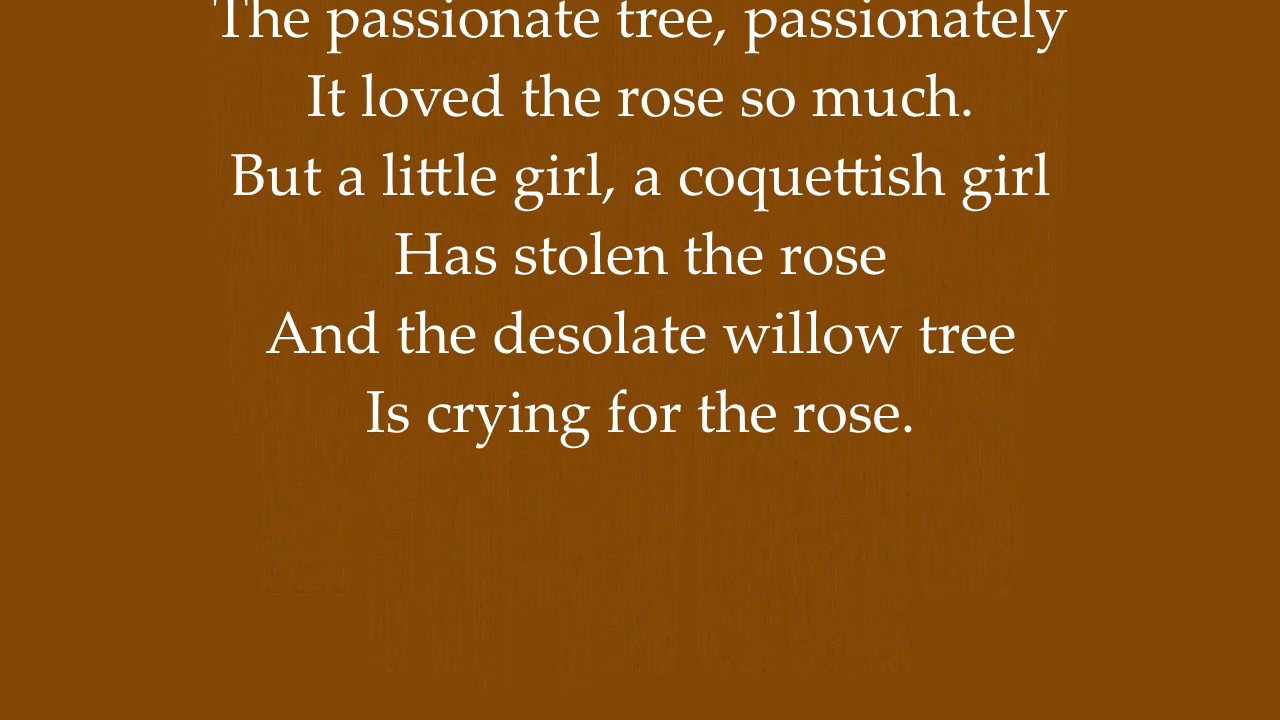 The passionate tree, passionately
It loved the rose so much.
But a little girl, a coquettish girl
Has stolen the rose
And the desolate willow tree
Is crying for the rose.